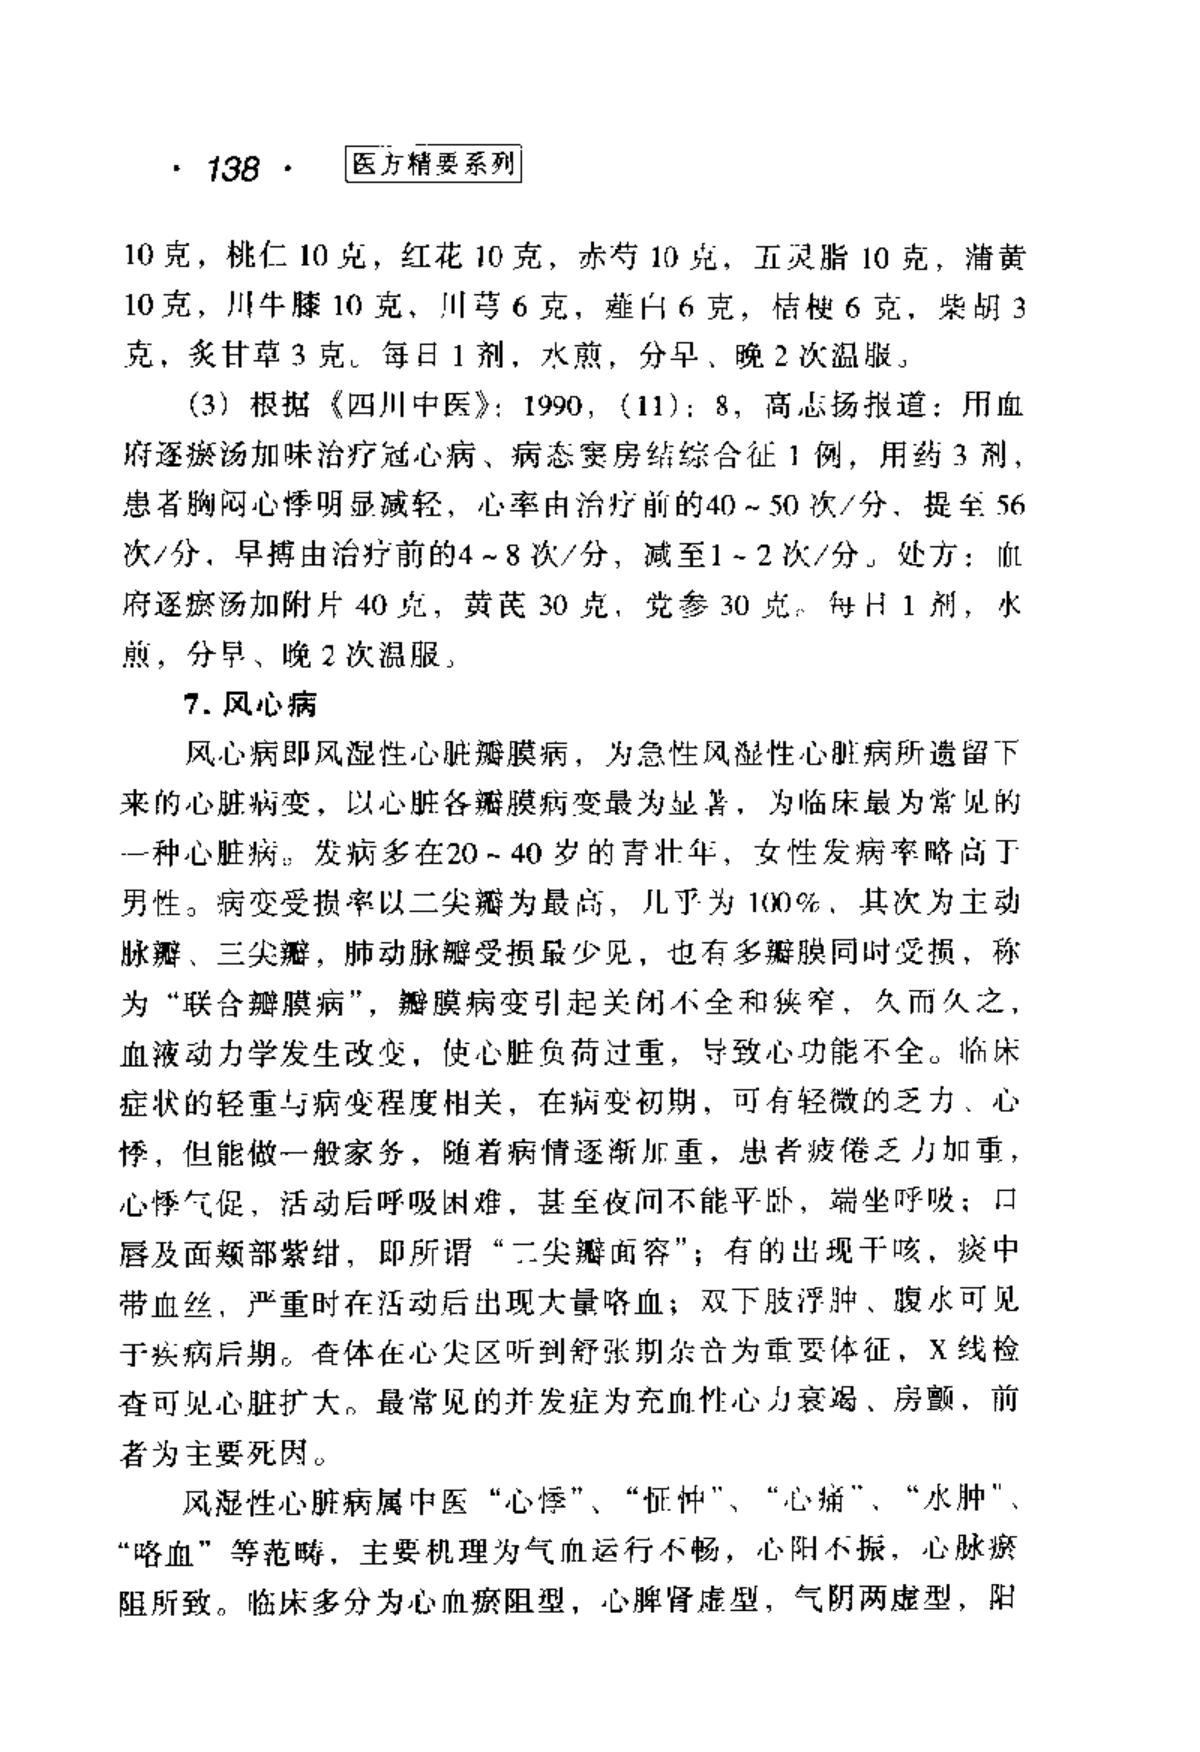 · 138 · 医方精要系列
10 克，桃仁 10 克，红花 10 克，赤芍 10 克，五灵脂 10 克，蒲黄
10 克，川牛膝 10 克，川芎 6 克，薤白 6 克，桔梗 6 克，柴胡 3
克，炙甘草 3 克。每日 1 剂，水煎，分早、晚 2 次温服。
（3）根据《四川中医》：1990，（11）：8，高志扬报道：用血
府逐瘀汤加味治疗冠心病、病态窦房结综合征 1 例，用药 3 剂，
患者胸闷心悸明显减轻，心率由治疗前的40～50 次/分，提至 56
次/分，早搏由治疗前的4～8 次/分，减至1～2 次/分。处方：血
府逐瘀汤加附片 40 克，黄芪 30 克，党参 30 克。每日 1 剂，水
煎，分早、晚 2 次温服。
7. 风心病
风心病即风湿性心脏瓣膜病，为急性风湿性心脏病所遗留下
来的心脏病变，以心脏各瓣膜病变最为显著，为临床最为常见的
一种心脏病。发病多在20～40 岁的青壮年，女性发病率略高于
男性。病变受损率以二尖瓣为最高，几乎为 100%，其次为主动
脉瓣、三尖瓣，肺动脉瓣受损最少见，也有多瓣膜同时受损，称
为“联合瓣膜病”，瓣膜病变引起关闭不全和狭窄，久而久之，
血液动力学发生改变，使心脏负荷过重，导致心功能不全。临床
症状的轻重与病变程度相关，在病变初期，可有轻微的乏力、心
悸，但能做一般家务，随着病情逐渐加重，患者疲倦乏力加重，
心悸气促，活动后呼吸困难，甚至夜间不能平卧，端坐呼吸；口
唇及面颊部紫绀，即所谓“二尖瓣面容”；有的出现干咳，痰中
带血丝，严重时在活动后出现大量咯血；双下肢浮肿、腹水可见
于疾病后期。查体在心尖区听到舒张期杂音为重要体征，X 线检
查可见心脏扩大。最常见的并发症为充血性心力衰竭、房颤，前
者为主要死因。
风湿性心脏病属中医“心悸”、“怔忡”、“心痛”、“水肿”、
“咯血”等范畴，主要机理为气血运行不畅，心阳不振，心脉瘀
阻所致。临床多分为心血瘀阻型，心脾肾虚型，气阴两虚型，阳